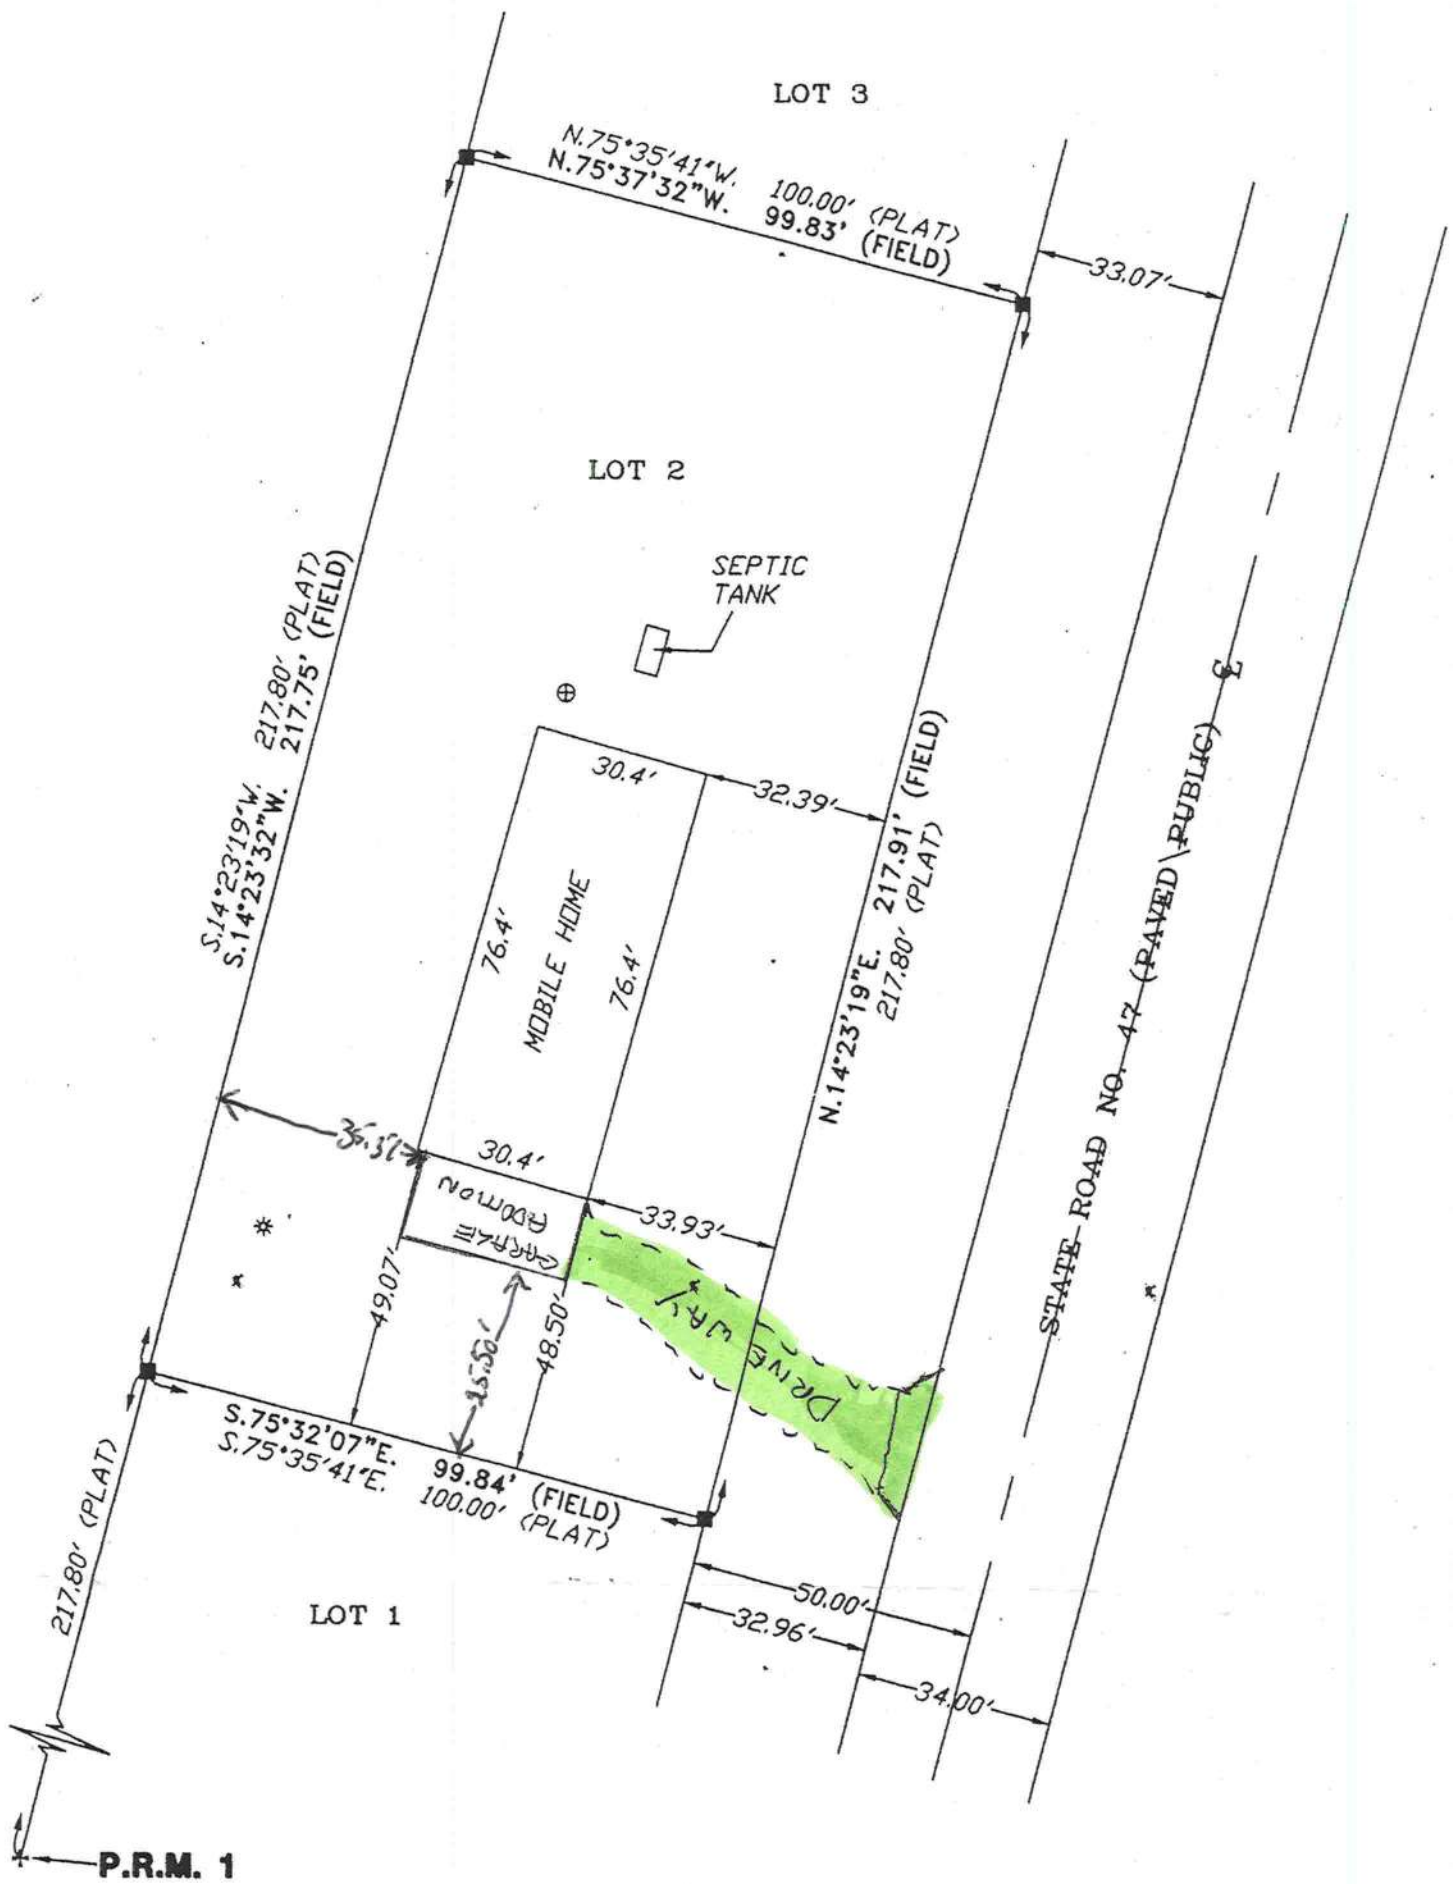 LOT 3
N.75°35'41"W. 100.00' (PLAT)
N.75°37'32"W. 99.83' (FIELD)
33.07'
LOT 2
SEPTIC
TANK
S.14°23'19"W. 217.80' (PLAT)
S.14°23'32"W. 217.75' (FIELD)
30.4'
32.39'
N.14°23'19"E. 217.91' (FIELD)
217.80' (PLAT)
STATE ROAD NO. 47 (PAVED\PUBLIC)
76.4'
MOBILE HOME
76.4'
30.4'
GARAGE
ADDITION
33.93'
DRIVE WAY
49.07'
25.50'
48.50'
S.75°32'07"E. 99.84' (FIELD)
S.75°35'41"E. 100.00' (PLAT)
217.80' (PLAT)
LOT 1
50.00'
32.96'
34.00'
P.R.M. 1